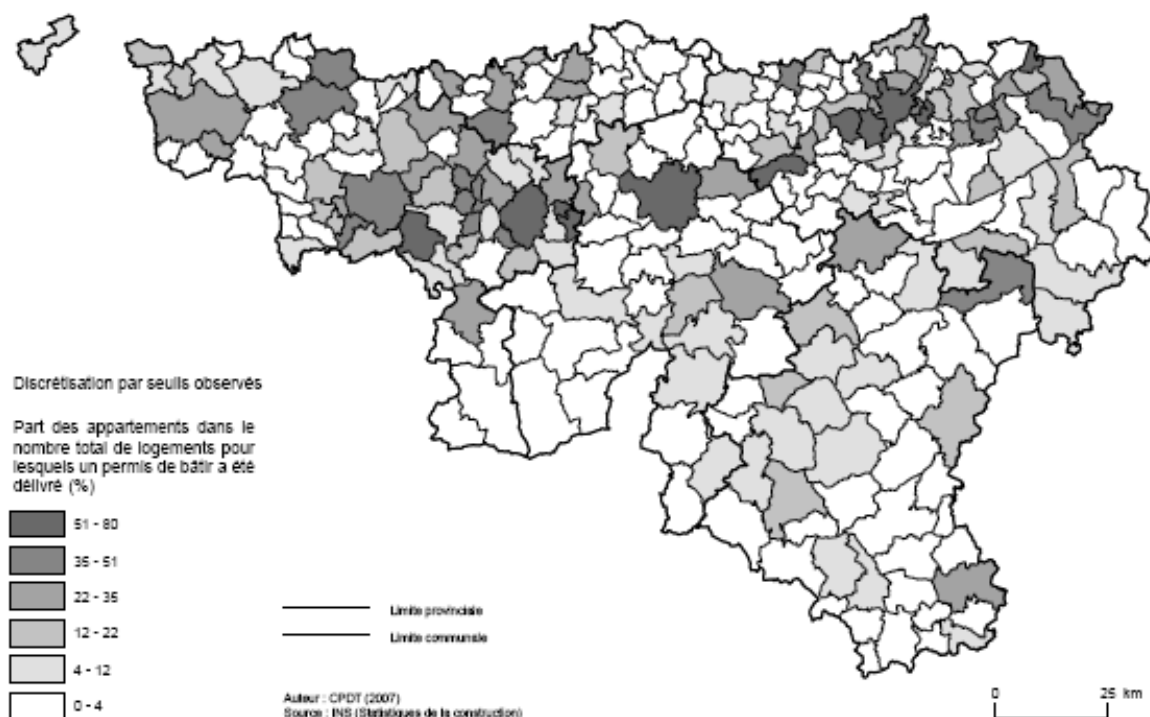 Discrétisation par seuils observés
Part des appartements dans le
nombre total de logements pour
lesquels un permis de bâtir a été
délivré (%)
51 - 80
35 - 51
22 - 35
12 - 22
4 - 12
0 - 4
Limite provinciale
Limite communale
Auteur : CPDT (2007)
Source : INS (Statistiques de la construction)
0 25 km